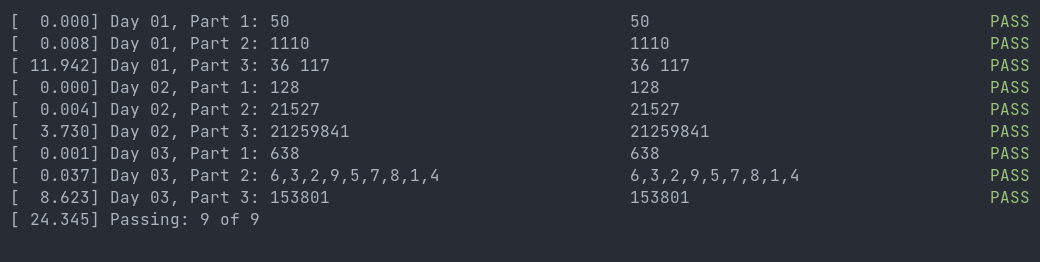 [  0.000] Day 01, Part 1: 50                                  50                                  PASS
[  0.008] Day 01, Part 2: 1110                                1110                                PASS
[ 11.942] Day 01, Part 3: 36 117                              36 117                              PASS
[  0.000] Day 02, Part 1: 128                                 128                                 PASS
[  0.004] Day 02, Part 2: 21527                               21527                               PASS
[  3.730] Day 02, Part 3: 21259841                            21259841                            PASS
[  0.001] Day 03, Part 1: 638                                 638                                 PASS
[  0.037] Day 03, Part 2: 6,3,2,9,5,7,8,1,4                   6,3,2,9,5,7,8,1,4                   PASS
[  8.623] Day 03, Part 3: 153801                              153801                              PASS
[ 24.345] Passing: 9 of 9